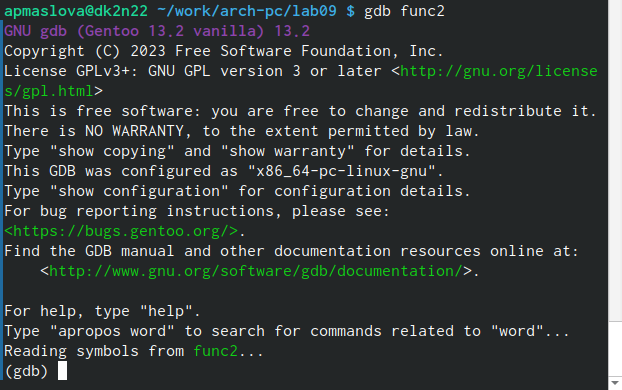 apmaslova@dk2n22 ~/work/arch-pc/lab09 $ gdb func2
GNU gdb (Gentoo 13.2 vanilla) 13.2
Copyright (C) 2023 Free Software Foundation, Inc.
License GPLv3+: GNU GPL version 3 or later <http://gnu.org/license
s/gpl.html>
This is free software: you are free to change and redistribute it.
There is NO WARRANTY, to the extent permitted by law.
Type "show copying" and "show warranty" for details.
This GDB was configured as "x86_64-pc-linux-gnu".
Type "show configuration" for configuration details.
For bug reporting instructions, please see:
<https://bugs.gentoo.org/>.
Find the GDB manual and other documentation resources online at:
    <http://www.gnu.org/software/gdb/documentation/>.

For help, type "help".
Type "apropos word" to search for commands related to "word"...
Reading symbols from func2...
(gdb)